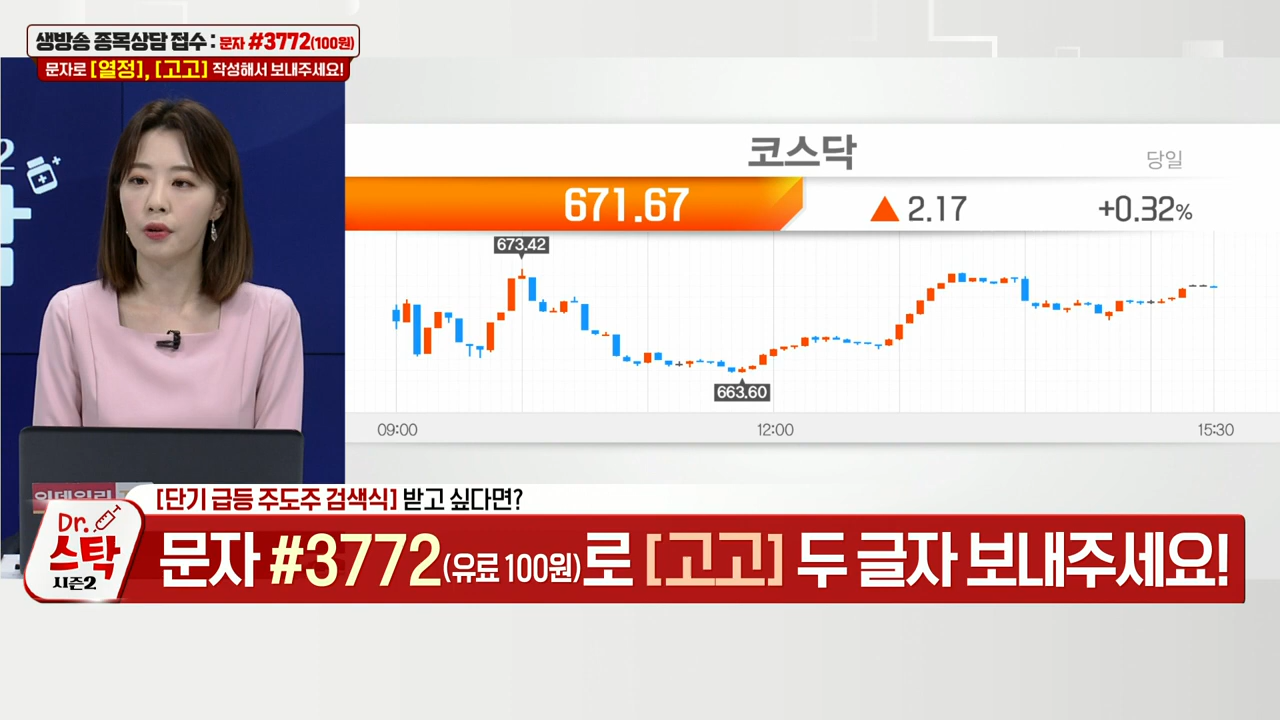 생방송 종목상담 접수 : 문자 #3772(100원)
문자로 [열정], [고고] 작성해서 보내주세요!
코스닥
당일
671.67
▲ 2.17
+0.32%
673.42
663.60
09:00
12:00
15:30
[단기 급등 주도주 검색식] 받고 싶다면?
Dr.
스탁
시즌2
문자 #3772(유료 100원)로 [고고] 두 글자 보내주세요!